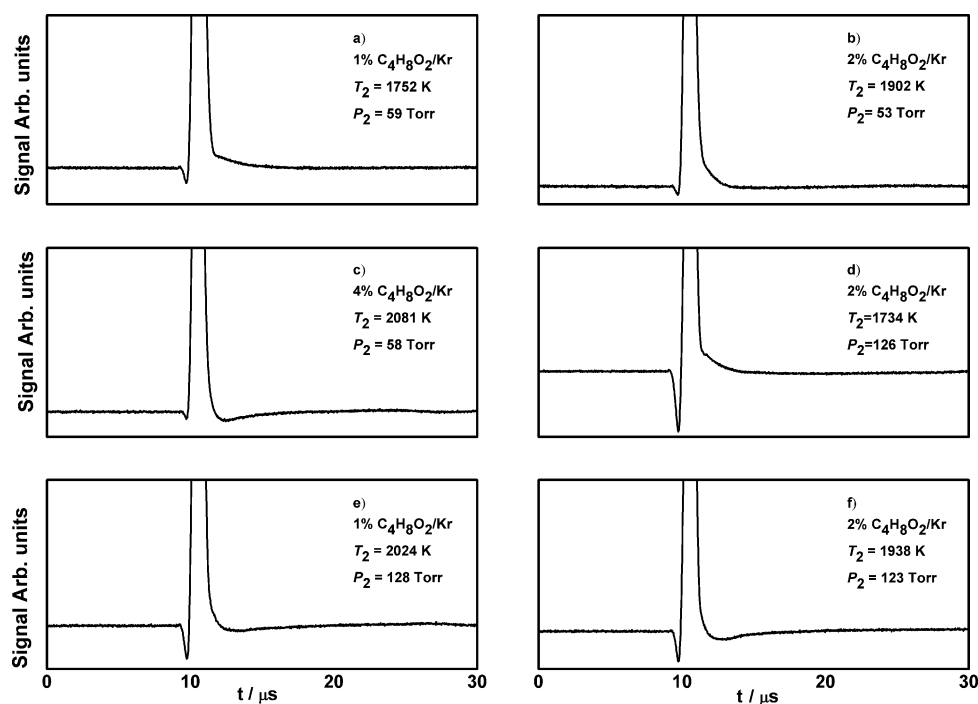 Signal Arb. units
a)
1% C₄H₈O₂/Kr
T₂ = 1752 K
P₂ = 59 Torr
b)
2% C₄H₈O₂/Kr
T₂ = 1902 K
P₂= 53 Torr
Signal Arb. units
c)
4% C₄H₈O₂/Kr
T₂ = 2081 K
P₂ = 58 Torr
d)
2% C₄H₈O₂/Kr
T₂=1734 K
P₂=126 Torr
Signal Arb. units
e)
1% C₄H₈O₂/Kr
T₂ = 2024 K
P₂ = 128 Torr
f)
2% C₄H₈O₂/Kr
T₂ = 1938 K
P₂ = 123 Torr
0 10 20 30
t / μs
0 10 20 30
t / μs